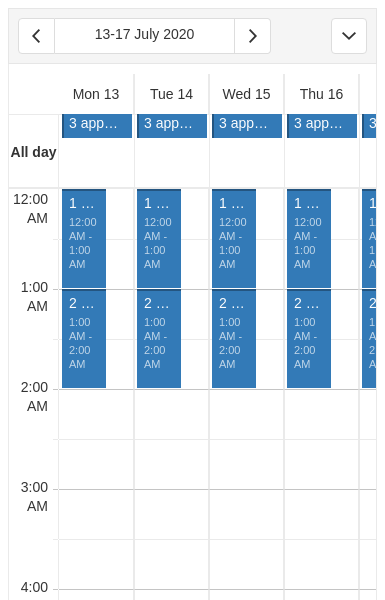 13-17 July 2020
Mon 13 Tue 14 Wed 15 Thu 16
3 app… 3 app… 3 app… 3 app… 3
All day
12:00 AM
1 … 1 … 1 … 1 … 1
12:00 12:00 12:00 12:00
AM - AM - AM - AM -
1:00 1:00 1:00 1:00
AM AM AM AM
1:00 AM
2 … 2 … 2 … 2 … 2
1:00 1:00 1:00 1:00
AM - AM - AM - AM -
2:00 2:00 2:00 2:00
AM AM AM AM
2:00 AM
3:00 AM
4:00